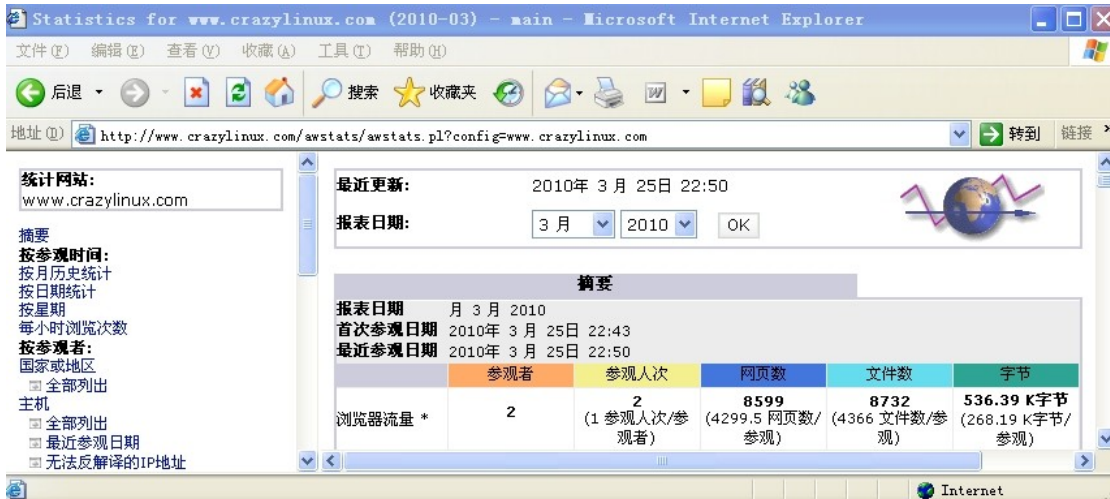 Statistics for www.crazylinux.com (2010-03) - main - Microsoft Internet Explorer
文件(F) 编辑(E) 查看(V) 收藏(A) 工具(T) 帮助(H)
后退 搜索 收藏夹
地址(D) http://www.crazylinux.com/awstats/awstats.pl?config=www.crazylinux.com 转到 链接 »
统计网站:
www.crazylinux.com
摘要
按参观时间:
按月历史统计
按日期统计
按星期
每小时浏览次数
按参观者:
国家或地区
全部列出
主机
全部列出
最近参观日期
无法反解译的IP地址
最近更新: 2010年 3 月 25日 22:50
报表日期: 3 月 2010 OK
摘要
报表日期 月 3 月 2010
首次参观日期 2010年 3 月 25日 22:43
最近参观日期 2010年 3 月 25日 22:50
参观者 参观人次 网页数 文件数 字节
浏览器流量 * 2 2 8599 8732 536.39 K字节
(1 参观人次/参观者) (4299.5 网页数/参观) (4366 文件数/参观) (268.19 K字节/参观)
Internet